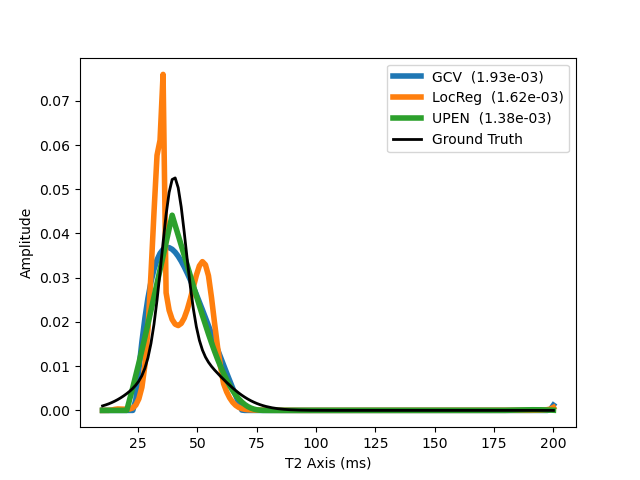 GCV (1.93e-03)
LocReg (1.62e-03)
UPEN (1.38e-03)
Ground Truth
Amplitude
0.07
0.06
0.05
0.04
0.03
0.02
0.01
0.00
25 50 75 100 125 150 175 200
T2 Axis (ms)